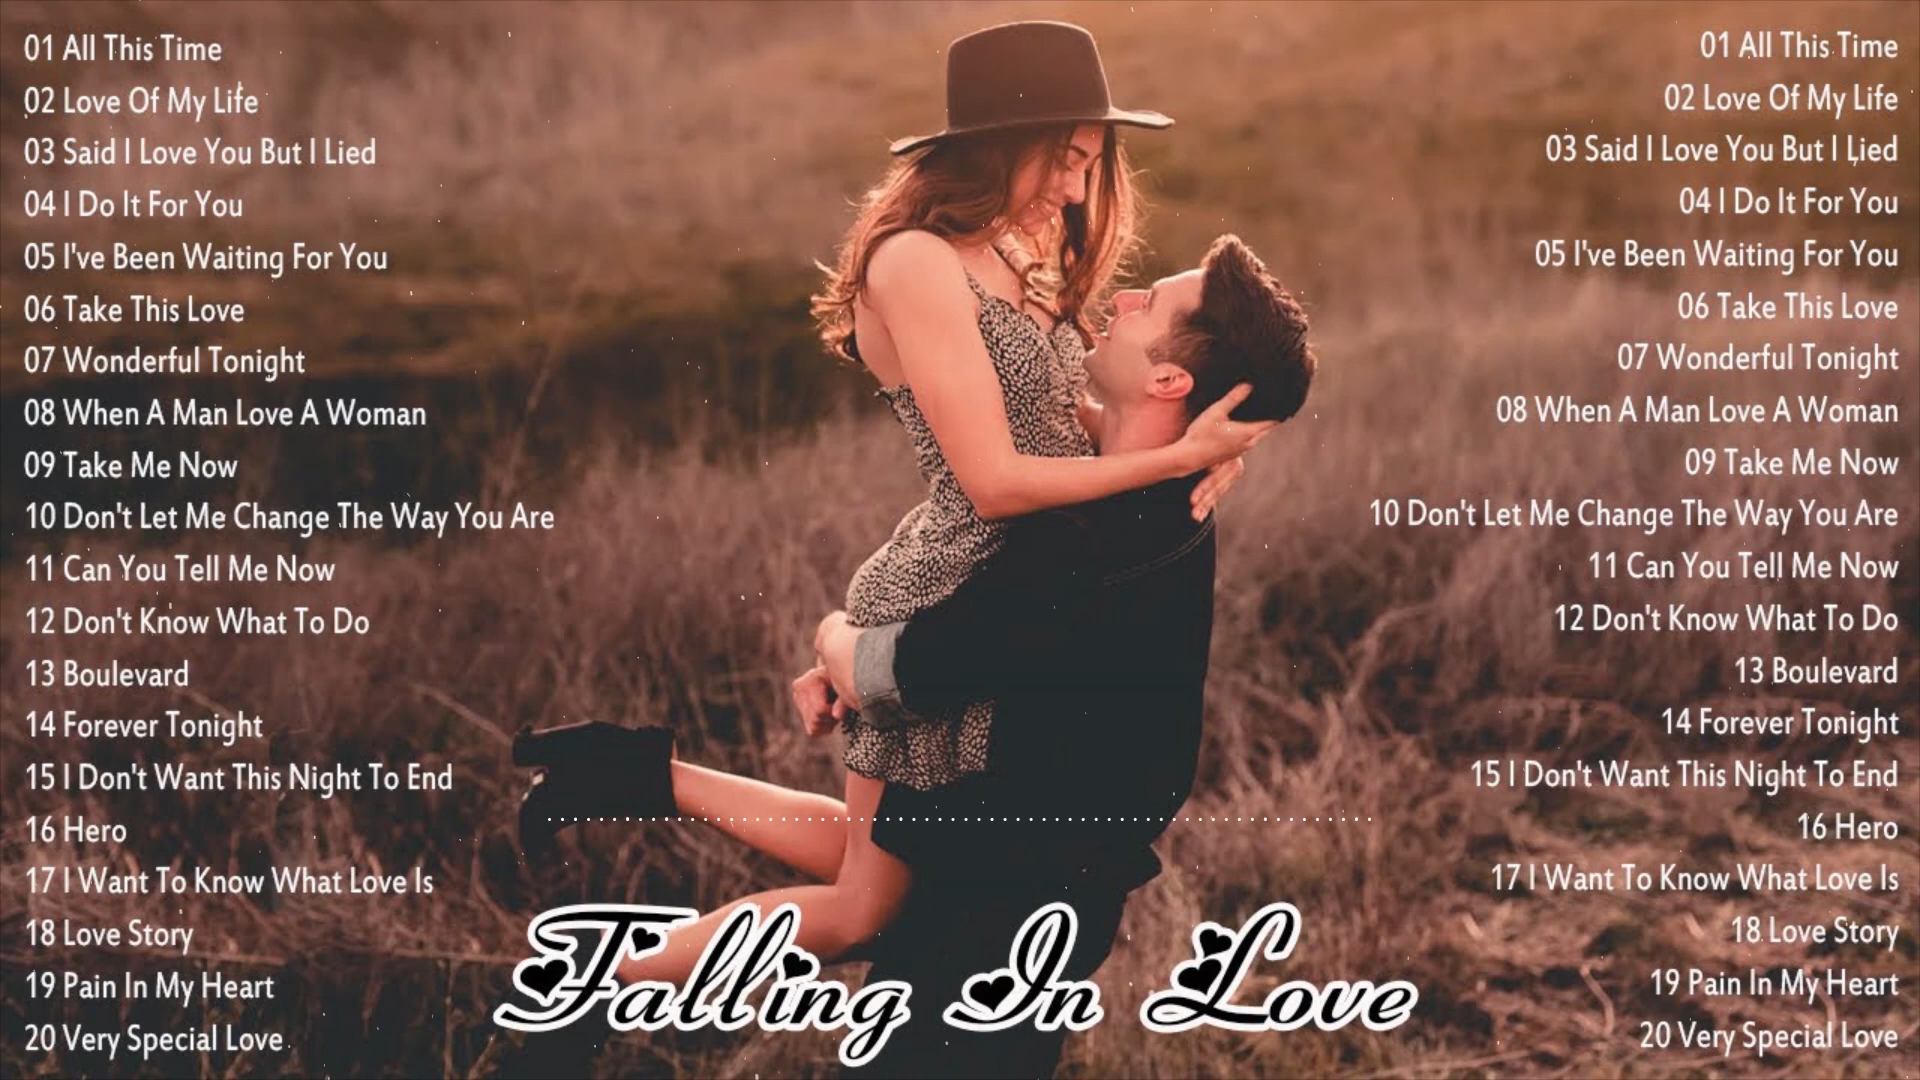 01 All This Time
02 Love Of My Life
03 Said I Love You But I Lied
04 I Do It For You
05 I've Been Waiting For You
06 Take This Love
07 Wonderful Tonight
08 When A Man Love A Woman
09 Take Me Now
10 Don't Let Me Change The Way You Are
11 Can You Tell Me Now
12 Don't Know What To Do
13 Boulevard
14 Forever Tonight
15 I Don't Want This Night To End
16 Hero
17 I Want To Know What Love Is
18 Love Story
19 Pain In My Heart
20 Very Special Love
01 All This Time
02 Love Of My Life
03 Said I Love You But I Lied
04 I Do It For You
05 I've Been Waiting For You
06 Take This Love
07 Wonderful Tonight
08 When A Man Love A Woman
09 Take Me Now
10 Don't Let Me Change The Way You Are
11 Can You Tell Me Now
12 Don't Know What To Do
13 Boulevard
14 Forever Tonight
15 I Don't Want This Night To End
16 Hero
17 I Want To Know What Love Is
18 Love Story
19 Pain In My Heart
20 Very Special Love
Falling In Love